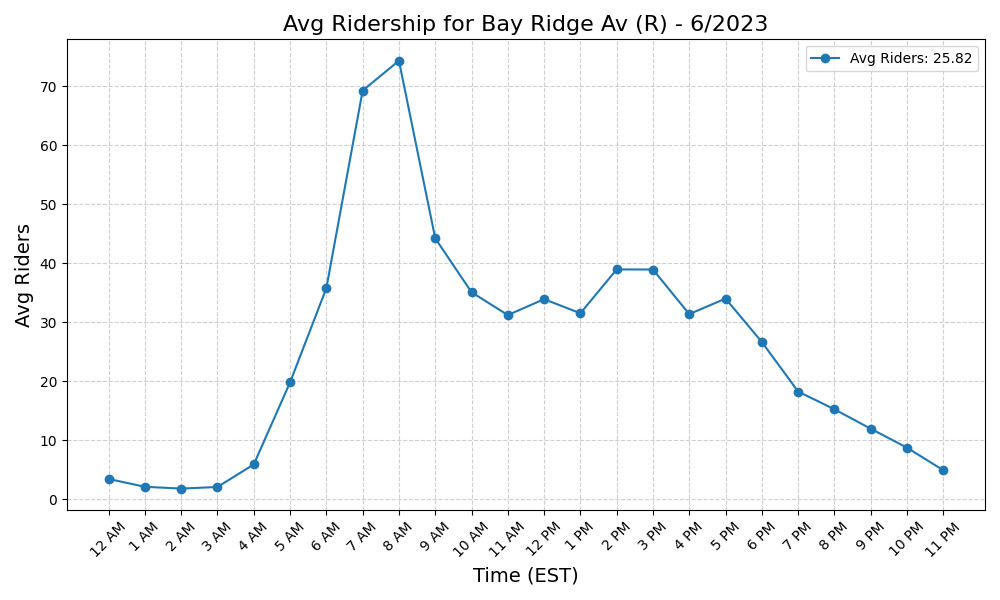 Avg Ridership for Bay Ridge Av (R) - 6/2023
Avg Riders: 25.82
Avg Riders
70
60
50
40
30
20
10
0
12 AM
1 AM
2 AM
3 AM
4 AM
5 AM
6 AM
7 AM
8 AM
9 AM
10 AM
11 AM
12 PM
1 PM
2 PM
3 PM
4 PM
5 PM
6 PM
7 PM
8 PM
9 PM
10 PM
11 PM
Time (EST)